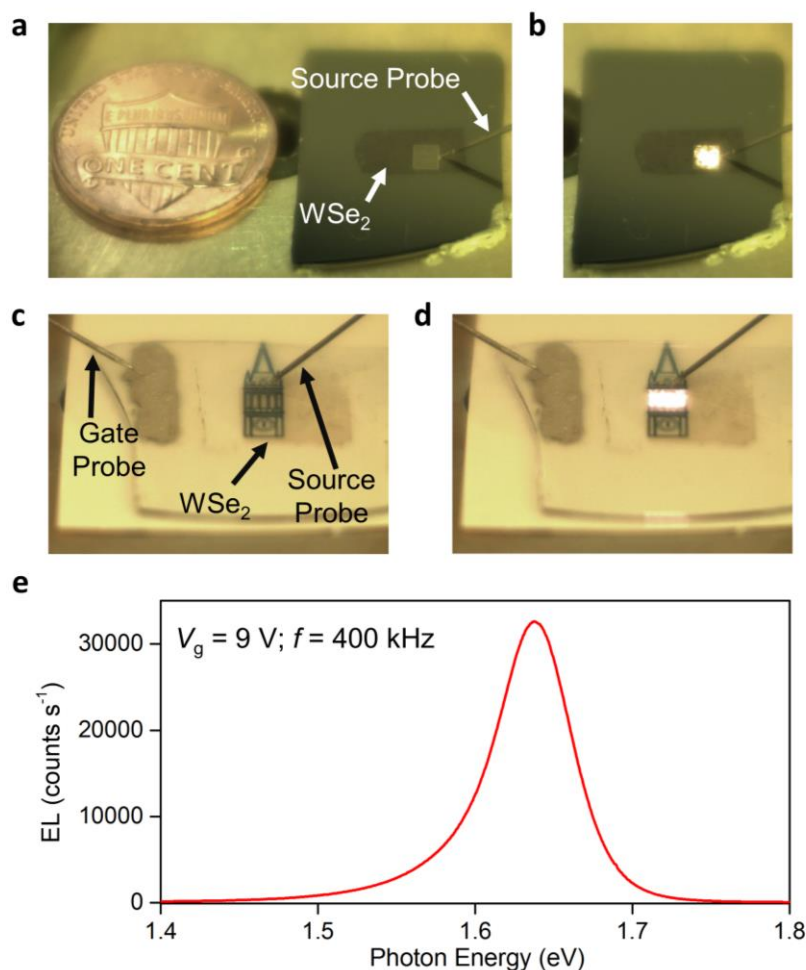 a
b
Source Probe
WSe₂
ONE CENT
c
d
Gate
Probe
WSe₂
Source
Probe
e
V_g = 9 V; f = 400 kHz
EL (counts s⁻¹)
30000
20000
10000
0
1.4
1.5
1.6
1.7
1.8
Photon Energy (eV)